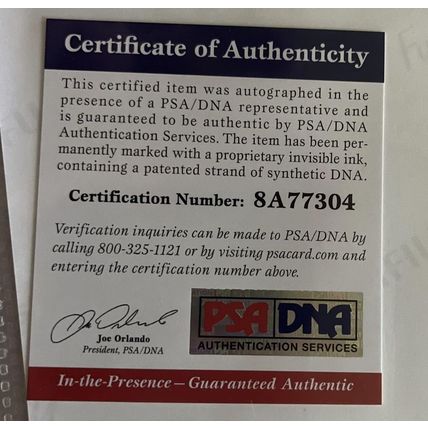 Certificate of Authenticity
This certified item was autographed in the
presence of a PSA/DNA representative and
is guaranteed to be authentic by PSA/DNA
Authentication Services. The item has been per-
manently marked with a proprietary invisible ink,
containing a patented strand of synthetic DNA.
Certification Number: 8A77304
Verification inquiries can be made to PSA/DNA by
calling 800-325-1121 or by visiting psacard.com and
entering the certification number above.
Joe Orlando
President, PSA/DNA
PSA DNA
AUTHENTICATION SERVICES
In-the-Presence – Guaranteed Authentic